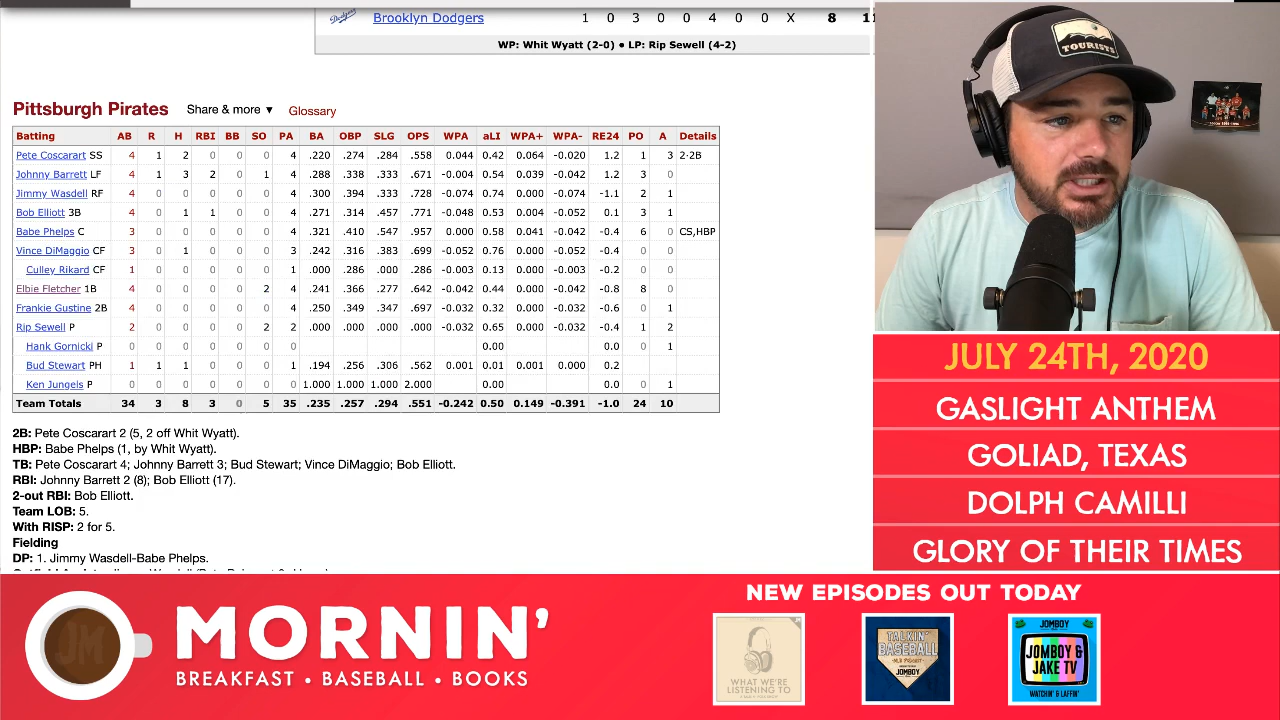 Brooklyn Dodgers 1 0 3 0 0 4 0 0 X 8
WP: Whit Wyatt (2-0) • LP: Rip Sewell (4-2)
Pittsburgh Pirates Share & more ▼ Glossary
Batting AB R H RBI BB SO PA BA OBP SLG OPS WPA aLI WPA+ WPA- RE24 PO A Details
Pete Coscarart SS 4 1 2 0 0 0 4 .220 .274 .284 .558 0.044 0.42 0.064 -0.020 1.2 1 3 2·2B
Johnny Barrett LF 4 1 3 2 0 1 4 .288 .338 .333 .671 -0.004 0.54 0.039 -0.042 1.2 3 0
Jimmy Wasdell RF 4 0 0 0 0 0 4 .300 .394 .333 .728 -0.074 0.74 0.000 -0.074 -1.1 2 1
Bob Elliott 3B 4 0 1 1 0 0 4 .271 .314 .457 .771 -0.048 0.53 0.004 -0.052 0.1 3 1
Babe Phelps C 3 0 0 0 0 0 4 .321 .410 .547 .957 0.000 0.58 0.041 -0.042 -0.4 6 0 CS,HBP
Vince DiMaggio CF 3 0 1 0 0 0 3 .242 .316 .383 .699 -0.052 0.76 0.000 -0.052 -0.4 0 0
Culley Rikard CF 1 0 0 0 0 0 1 .000 .286 .000 .286 -0.003 0.13 0.000 -0.003 -0.2 0 0
Elbie Fletcher 1B 4 0 0 0 0 2 4 .241 .366 .277 .642 -0.042 0.44 0.000 -0.042 -0.8 8 0
Frankie Gustine 2B 4 0 0 0 0 0 4 .250 .349 .347 .697 -0.032 0.32 0.000 -0.032 -0.6 0 1
Rip Sewell P 2 0 0 0 0 2 2 .000 .000 .000 .000 -0.032 0.65 0.000 -0.032 -0.4 1 2
Hank Gornicki P 0 0 0 0 0 0 0 0.00 0.0 0 1
Bud Stewart PH 1 1 1 0 0 0 1 .194 .256 .306 .562 0.001 0.01 0.001 0.000 0.2
Ken Jungels P 0 0 0 0 0 0 0 1.000 1.000 1.000 2.000 0.00 0.0 0 1
Team Totals 34 3 8 3 0 5 35 .235 .257 .294 .551 -0.242 0.50 0.149 -0.391 -1.0 24 10
2B: Pete Coscarart 2 (5, 2 off Whit Wyatt).
HBP: Babe Phelps (1, by Whit Wyatt).
TB: Pete Coscarart 4; Johnny Barrett 3; Bud Stewart; Vince DiMaggio; Bob Elliott.
RBI: Johnny Barrett 2 (8); Bob Elliott (17).
2-out RBI: Bob Elliott.
Team LOB: 5.
With RISP: 2 for 5.
Fielding
DP: 1. Jimmy Wasdell-Babe Phelps.
TOURISTS
JULY 24TH, 2020
GASLIGHT ANTHEM
GOLIAD, TEXAS
DOLPH CAMILLI
GLORY OF THEIR TIMES
JM
MORNIN'
BREAKFAST • BASEBALL • BOOKS
NEW EPISODES OUT TODAY
WHAT WE'RE
LISTENING TO
TALKIN'
BASEBALL
JOMBOY
JOMBOY
JOMBOY &
JAKE TV
WATCHIN' & LAFFIN'